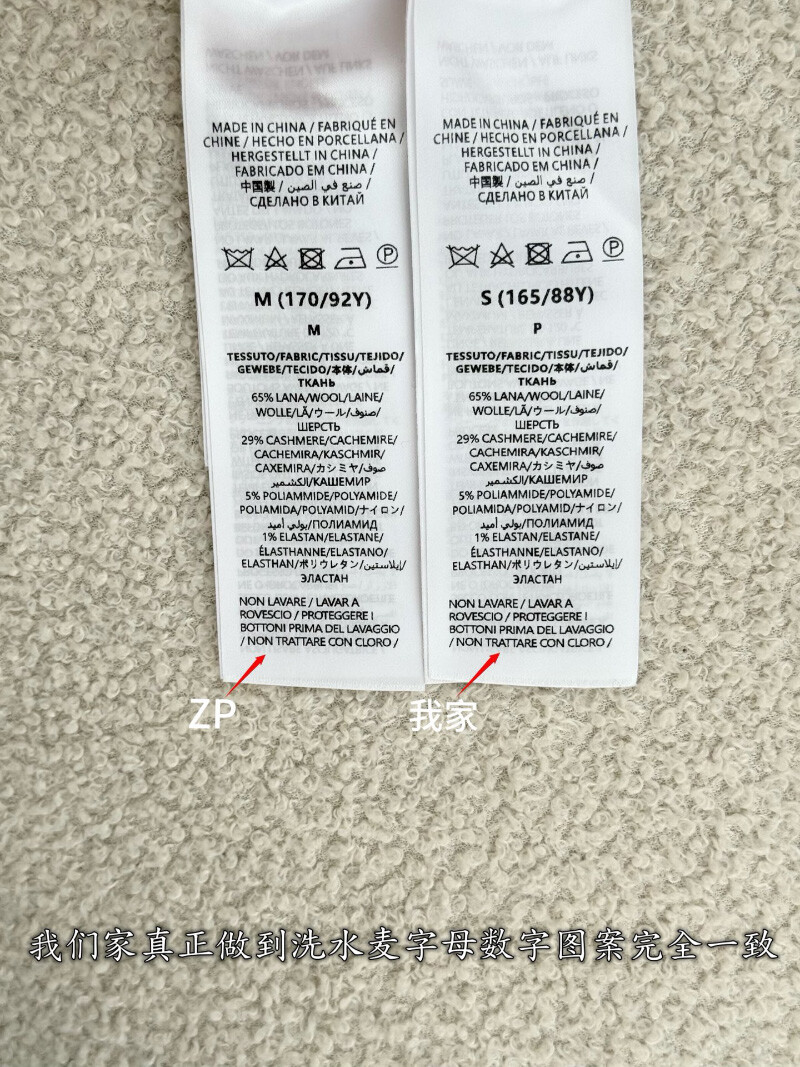 MADE IN CHINA / FABRIQUÉ EN
CHINE / HECHO EN PORCELLANA /
HERGESTELLT IN CHINA /
FABRICADO EM CHINA /
中国製 / صنع في الصين /
СДЕЛАНО В КИТАЙ
P
M (170/92Y)
M
TESSUTO/FABRIC/TISSU/TEJIDO/
GEWEBE/TECIDO/本体/قماش/
ТКАНЬ
65% LANA/WOOL/LAINE/
WOLLE/LÃ/ウール/صنوف/
ШЕРСТЬ
29% CASHMERE/CACHEMIRE/
CACHEMIRA/KASCHMIR/
CAXEMIRA/カシミヤ/صوف
الكشمير/КАШЕМИР
5% POLIAMMIDE/POLYAMIDE/
POLIAMIDA/POLYAMID/ナイロン/
بولي أميد/ПОЛИАМИД
1% ELASTAN/ELASTANE/
ÉLASTHANNE/ELASTANO/
ELASTHAN/ポリウレタン/إيلاستين/
ЭЛАСТАН
NON LAVARE / LAVAR A
ROVESCIO / PROTEGGERE I
BOTTONI PRIMA DEL LAVAGGIO
/ NON TRATTARE CON CLORO /
ZP
MADE IN CHINA / FABRIQUÉ EN
CHINE / HECHO EN PORCELLANA /
HERGESTELLT IN CHINA /
FABRICADO EM CHINA /
中国製 / صنع في الصين /
СДЕЛАНО В КИТАЙ
P
S (165/88Y)
P
TESSUTO/FABRIC/TISSU/TEJIDO/
GEWEBE/TECIDO/本体/قماش/
ТКАНЬ
65% LANA/WOOL/LAINE/
WOLLE/LÃ/ウール/صنوف/
ШЕРСТЬ
29% CASHMERE/CACHEMIRE/
CACHEMIRA/KASCHMIR/
CAXEMIRA/カシミヤ/صوف
الكشمير/КАШЕМИР
5% POLIAMMIDE/POLYAMIDE/
POLIAMIDA/POLYAMID/ナイロン/
بولي أميد/ПОЛИАМИД
1% ELASTAN/ELASTANE/
ÉLASTHANNE/ELASTANO/
ELASTHAN/ポリウレタン/إيلاستين/
ЭЛАСТАН
NON LAVARE / LAVAR A
ROVESCIO / PROTEGGERE I
BOTTONI PRIMA DEL LAVAGGIO
/ NON TRATTARE CON CLORO /
我家
我们家真正做到洗水麦字母数字图案完全一致